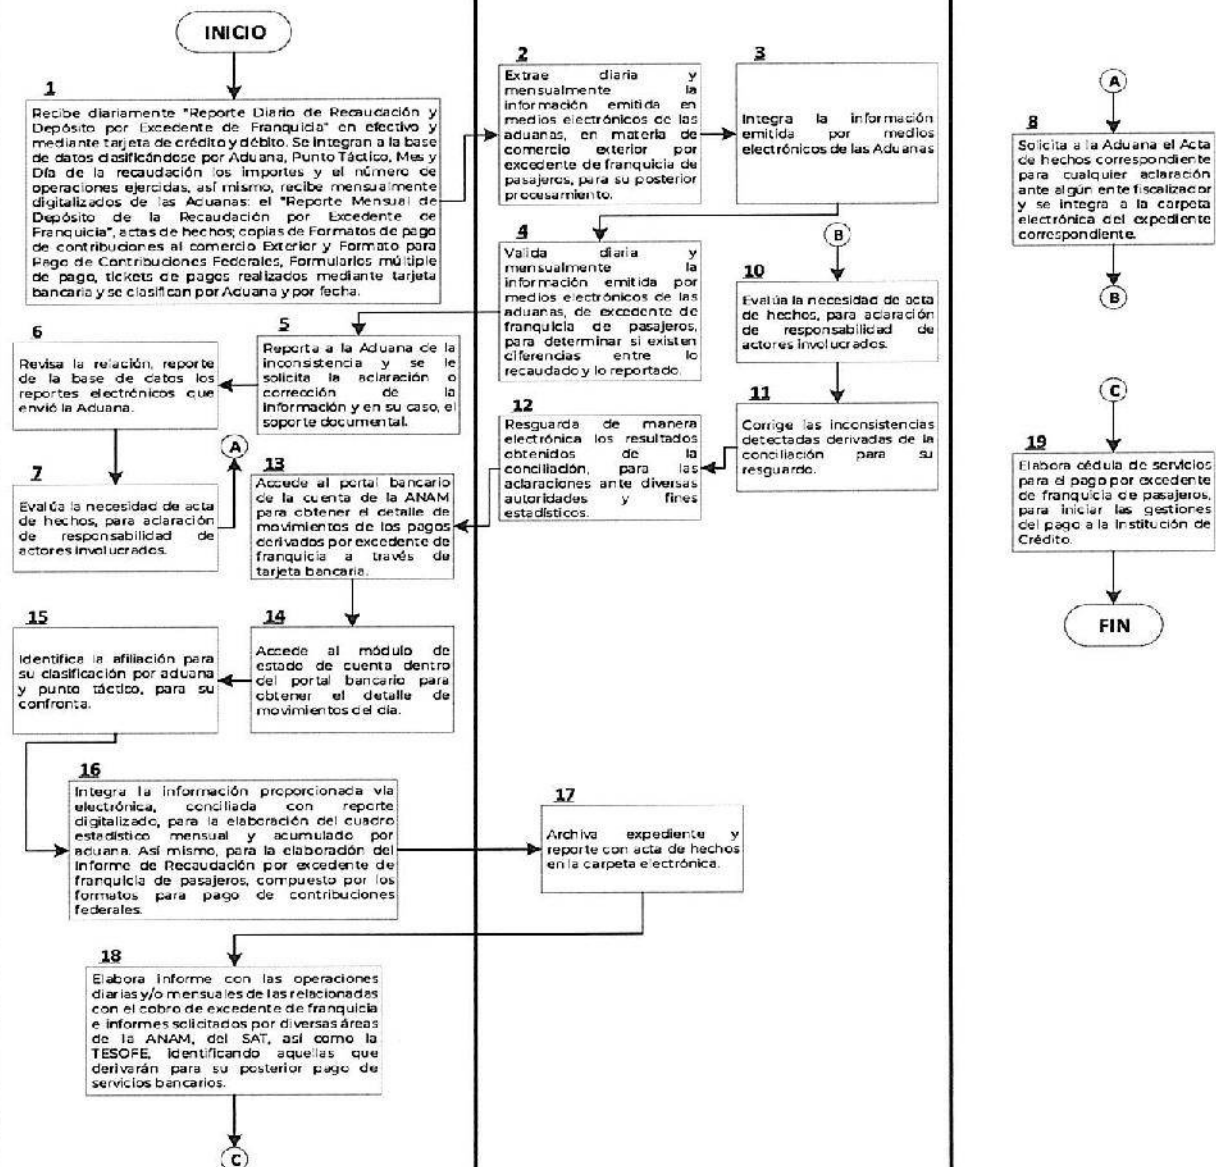 INICIO
1
Recibe diariamente "Reporte Diario de Recaudación y
Depósito por Excedente de Franquicia" en efectivo y
mediante tarjeta de crédito y débito. Se integran a la base
de datos clasificándose por Aduana, Punto Táctico, Mes y
Día de la recaudación los importes y el número de
operaciones ejercidas, así mismo, recibe mensualmente
digitalizados de las Aduanas: el "Reporte Mensual de
Depósito de la Recaudación por Excedente de
Franquicia", actas de hechos; copias de Formatos de pago
de contribuciones al comercio Exterior y Formato para
Pago de Contribuciones Federales, Formularios múltiple
de pago, tickets de pagos realizados mediante tarjeta
bancaria y se clasifican por Aduana y por fecha.
2
Extrae diaria y
mensualmente la
información emitida en
medios electrónicos de las
aduanas, en materia de
comercio exterior por
excedente de franquicia de
pasajeros, para su posterior
procesamiento.
3
Integra la información
emitida por medios
electrónicos de las Aduanas
4
Valida diaria y
mensualmente la
información emitida por
medios electrónicos de las
aduanas, de excedente de
franquicia de pasajeros,
para determinar si existen
diferencias entre lo
recaudado y lo reportado.
5
Reporta a la Aduana de la
inconsistencia y se le
solicita la aclaración o
corrección de la
información y en su caso, el
soporte documental.
6
Revisa la relación, reporte
de la base de datos los
reportes electrónicos que
envió la Aduana.
7
Evalúa la necesidad de acta
de hechos, para aclaración
de responsabilidad de
actores involucrados.
A
A
8
Solicita a la Aduana el Acta
de hechos correspondiente
para cualquier aclaración
ante algún ente fiscalizador
y se integra a la carpeta
electrónica del expediente
correspondiente.
B
B
10
Evalúa la necesidad de acta
de hechos, para aclaración
de responsabilidad de
actores involucrados.
11
Corrige las inconsistencias
detectadas derivadas de la
conciliación para su
resguardo.
12
Resguarda de manera
electrónica los resultados
obtenidos de la
conciliación, para las
aclaraciones ante diversas
autoridades y fines
estadísticos.
13
Accede al portal bancario
de la cuenta de la ANAM
para obtener el detalle de
movimientos de los pagos
derivados por excedente de
franquicia a través de
tarjeta bancaria.
14
Accede al módulo de
estado de cuenta dentro
del portal bancario para
obtener el detalle de
movimientos del día.
15
Identifica la afiliación para
su clasificación por aduana
y punto táctico, para su
confronta.
16
Integra la información proporcionada vía
electrónica, conciliada con reporte
digitalizado, para la elaboración del cuadro
estadístico mensual y acumulado por
aduana. Así mismo, para la elaboración del
Informe de Recaudación por excedente de
franquicia de pasajeros, compuesto por los
formatos para pago de contribuciones
federales.
17
Archiva expediente y
reporte con acta de hechos
en la carpeta electrónica.
18
Elabora informe con las operaciones
diarias y/o mensuales de las relacionadas
con el cobro de excedente de franquicia
e informes solicitados por diversas áreas
de la ANAM, del SAT, así como la
TESOFE, identificando aquellas que
derivarán para su posterior pago de
servicios bancarios.
C
C
19
Elabora cédula de servicios
para el pago por excedente
de franquicia de pasajeros,
para iniciar las gestiones
del pago a la Institución de
Crédito.
FIN